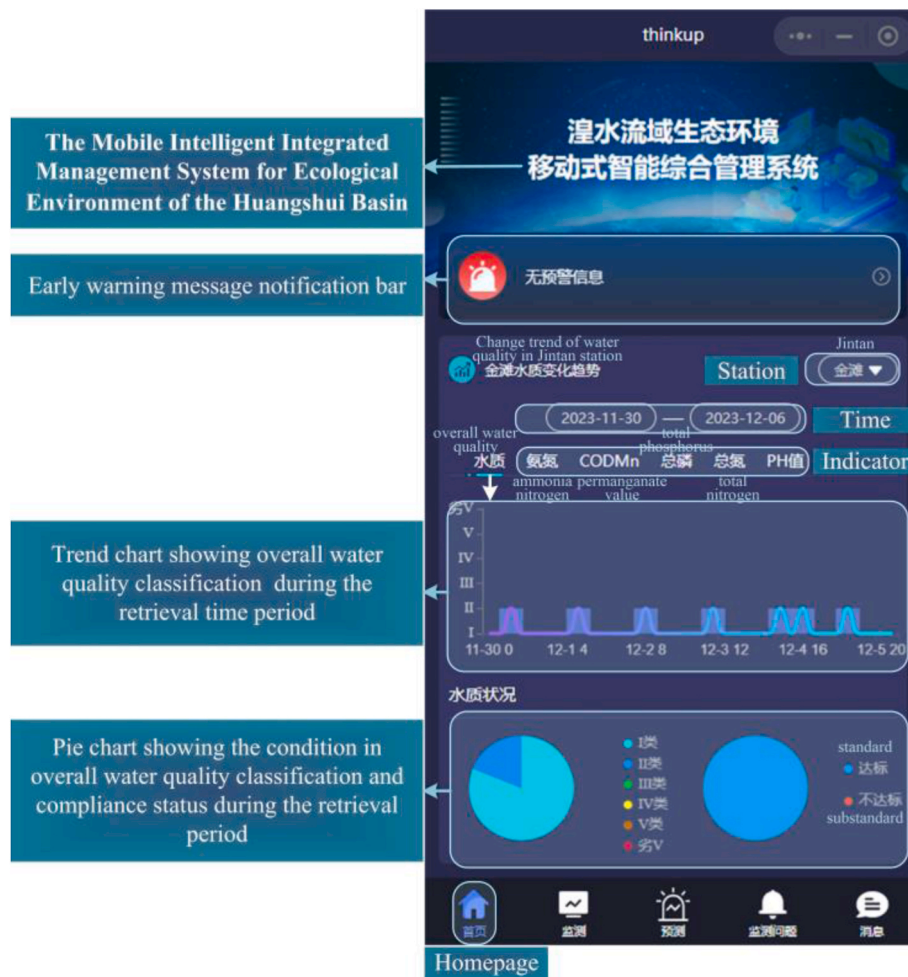 thinkup
湟水流域生态环境
移动式智能综合管理系统
The Mobile Intelligent Integrated
Management System for Ecological
Environment of the Huangshui Basin
Early warning message notification bar
无预警信息
Change trend of water
quality in Jintan station
金滩水质变化趋势
Station
Jintan
金滩
2023-11-30 — 2023-12-06
Time
overall water
quality
total
phosphorus
水质 氨氮 CODMn 总磷 总氮 PH值
Indicator
ammonia
nitrogen
permanganate
value
total
nitrogen
Trend chart showing overall water
quality classification during the
retrieval time period
劣V
V
IV
III
II
I
11-30 0 12-1 4 12-2 8 12-3 12 12-4 16 12-5 20
水质状况
Pie chart showing the condition in
overall water quality classification and
compliance status during the retrieval
period
I类
II类
III类
IV类
V类
劣V
standard
达标
不达标
substandard
首页 监测 预测 监测问题 消息
Homepage